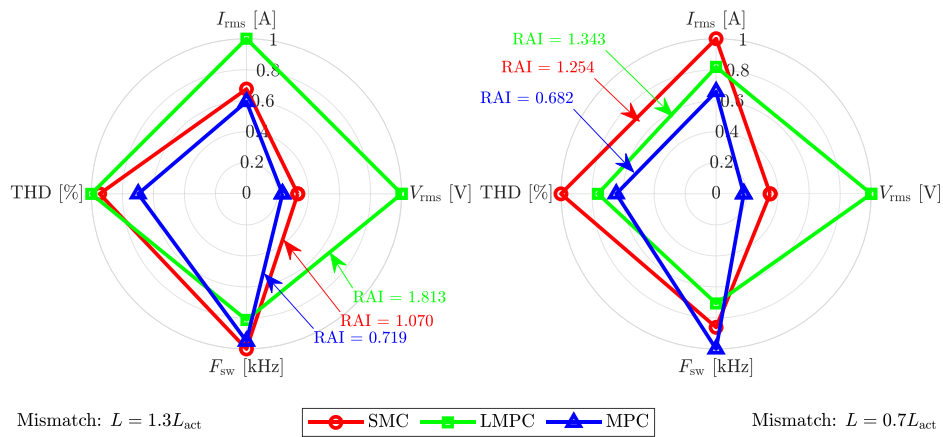 I_rms [A]
1
0.8
0.6
0.4
0.2
0
THD [%]
V_rms [V]
RAI = 1.813
RAI = 1.070
RAI = 0.719
F_sw [kHz]
I_rms [A]
1
0.8
0.6
0.4
0.2
0
RAI = 1.343
RAI = 1.254
RAI = 0.682
THD [%]
V_rms [V]
F_sw [kHz]
Mismatch: L = 1.3L_act
SMC LMPC MPC
Mismatch: L = 0.7L_act